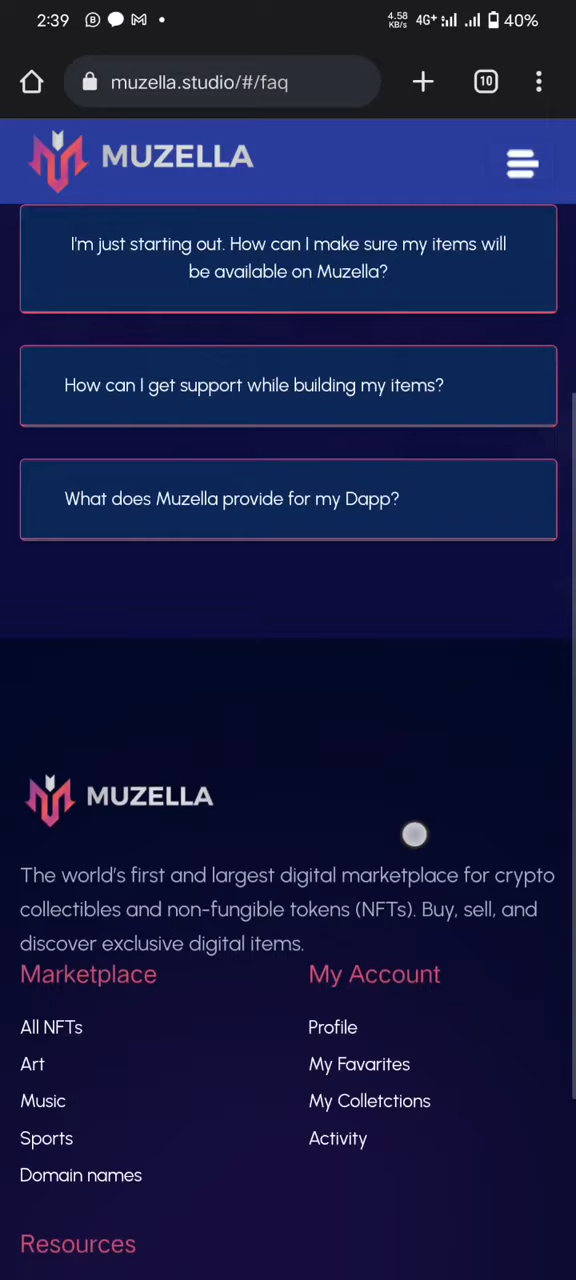 2:39
4.58 KB/s 4G+ 40%
muzella.studio/#/faq
10
MUZELLA
I'm just starting out. How can I make sure my items will
be available on Muzella?
How can I get support while building my items?
What does Muzella provide for my Dapp?
MUZELLA
The world's first and largest digital marketplace for crypto
collectibles and non-fungible tokens (NFTs). Buy, sell, and
discover exclusive digital items.
Marketplace
All NFTs
Art
Music
Sports
Domain names
My Account
Profile
My Favarites
My Colletctions
Activity
Resources